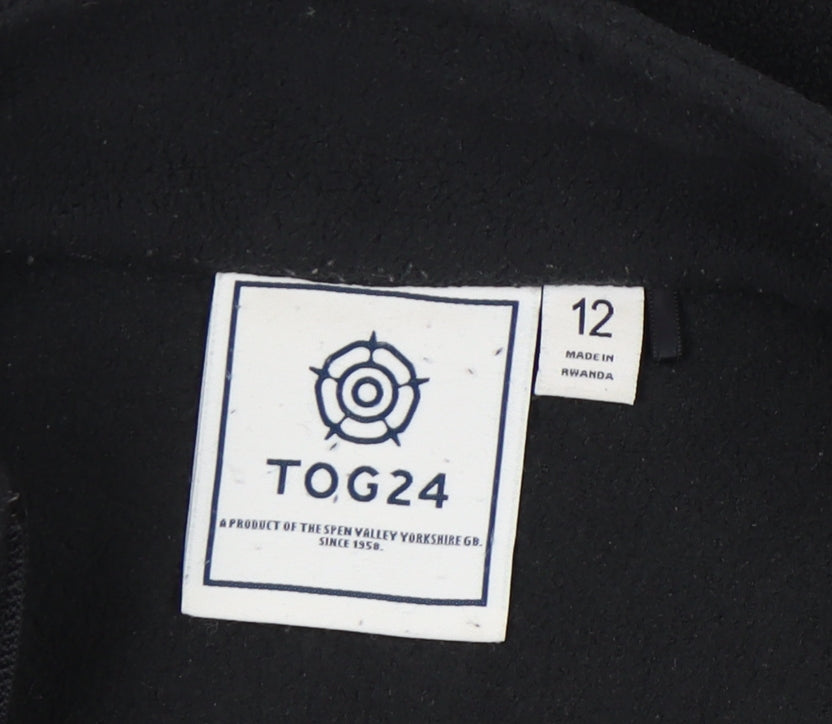 TOG24
A PRODUCT OF THE SPEN VALLEY YORKSHIRE GB.
SINCE 1958.
12
MADE IN
RWANDA